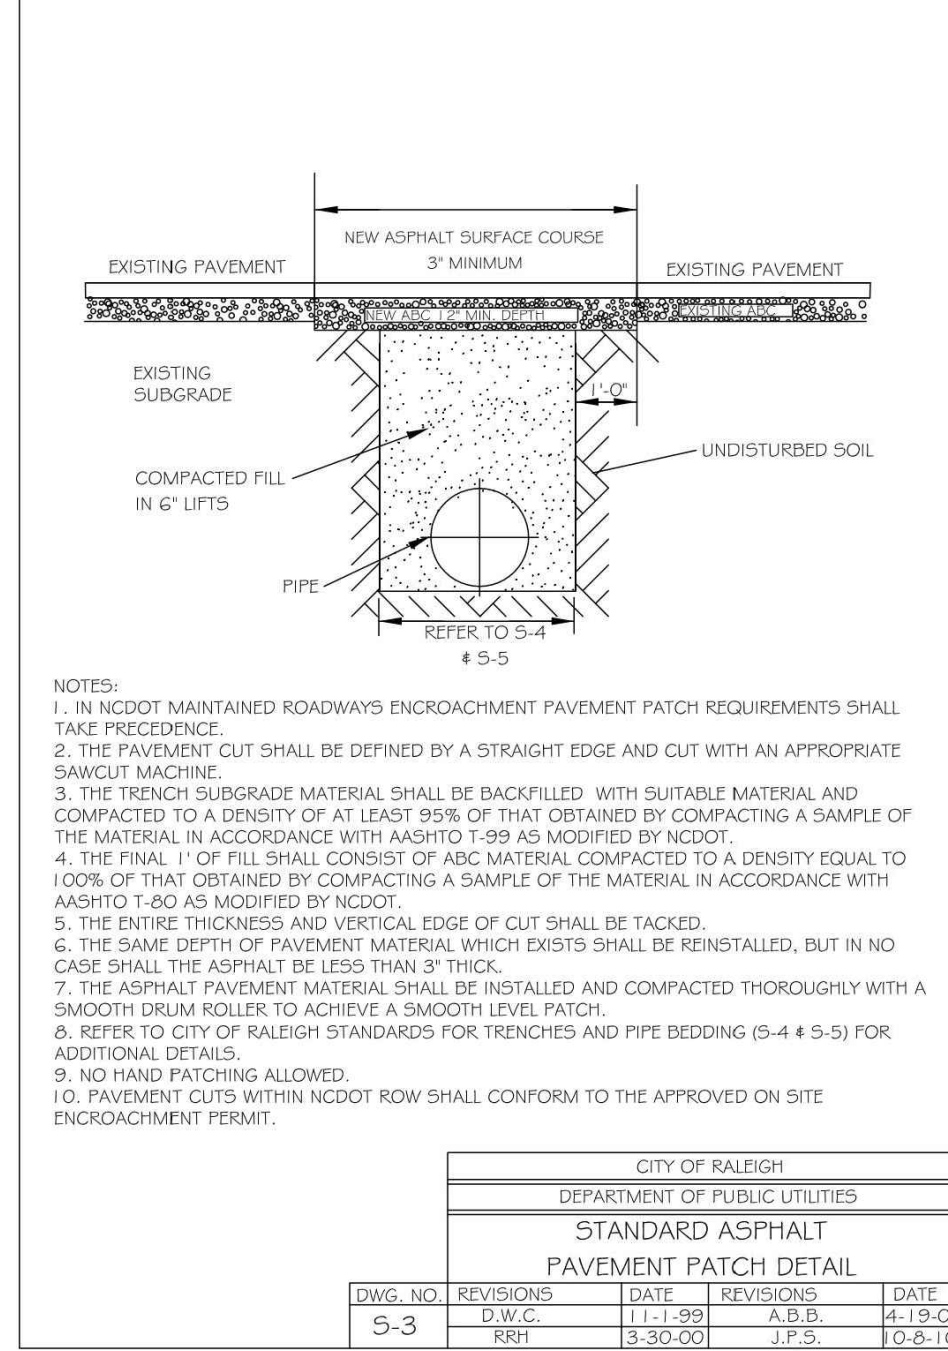 NEW ASPHALT SURFACE COURSE
3" MINIMUM
EXISTING PAVEMENT
EXISTING PAVEMENT
NEW ABC 12" MIN. DEPTH
EXISTING ABC
EXISTING
SUBGRADE
1'-0"
UNDISTURBED SOIL
COMPACTED FILL
IN 6" LIFTS
PIPE
REFER TO S-4
& S-5
NOTES:
1. IN NCDOT MAINTAINED ROADWAYS ENCROACHMENT PAVEMENT PATCH REQUIREMENTS SHALL
TAKE PRECEDENCE.
2. THE PAVEMENT CUT SHALL BE DEFINED BY A STRAIGHT EDGE AND CUT WITH AN APPROPRIATE
SAWCUT MACHINE.
3. THE TRENCH SUBGRADE MATERIAL SHALL BE BACKFILLED WITH SUITABLE MATERIAL AND
COMPACTED TO A DENSITY OF AT LEAST 95% OF THAT OBTAINED BY COMPACTING A SAMPLE OF
THE MATERIAL IN ACCORDANCE WITH AASHTO T-99 AS MODIFIED BY NCDOT.
4. THE FINAL 1' OF FILL SHALL CONSIST OF ABC MATERIAL COMPACTED TO A DENSITY EQUAL TO
100% OF THAT OBTAINED BY COMPACTING A SAMPLE OF THE MATERIAL IN ACCORDANCE WITH
AASHTO T-80 AS MODIFIED BY NCDOT.
5. THE ENTIRE THICKNESS AND VERTICAL EDGE OF CUT SHALL BE TACKED.
6. THE SAME DEPTH OF PAVEMENT MATERIAL WHICH EXISTS SHALL BE REINSTALLED, BUT IN NO
CASE SHALL THE ASPHALT BE LESS THAN 3" THICK.
7. THE ASPHALT PAVEMENT MATERIAL SHALL BE INSTALLED AND COMPACTED THOROUGHLY WITH A
SMOOTH DRUM ROLLER TO ACHIEVE A SMOOTH LEVEL PATCH.
8. REFER TO CITY OF RALEIGH STANDARDS FOR TRENCHES AND PIPE BEDDING (S-4 & S-5) FOR
ADDITIONAL DETAILS.
9. NO HAND PATCHING ALLOWED.
10. PAVEMENT CUTS WITHIN NCDOT ROW SHALL CONFORM TO THE APPROVED ON SITE
ENCROACHMENT PERMIT.
CITY OF RALEIGH
DEPARTMENT OF PUBLIC UTILITIES
STANDARD ASPHALT
PAVEMENT PATCH DETAIL
DWG. NO. REVISIONS DATE REVISIONS DATE
S-3
D.W.C. 11-1-99 A.B.B.
RRH 3-30-00 J.P.S.